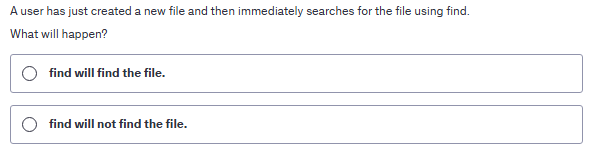 A user has just created a new file and then immediately searches for the file using find.
What will happen?
find will find the file.
find will not find the file.